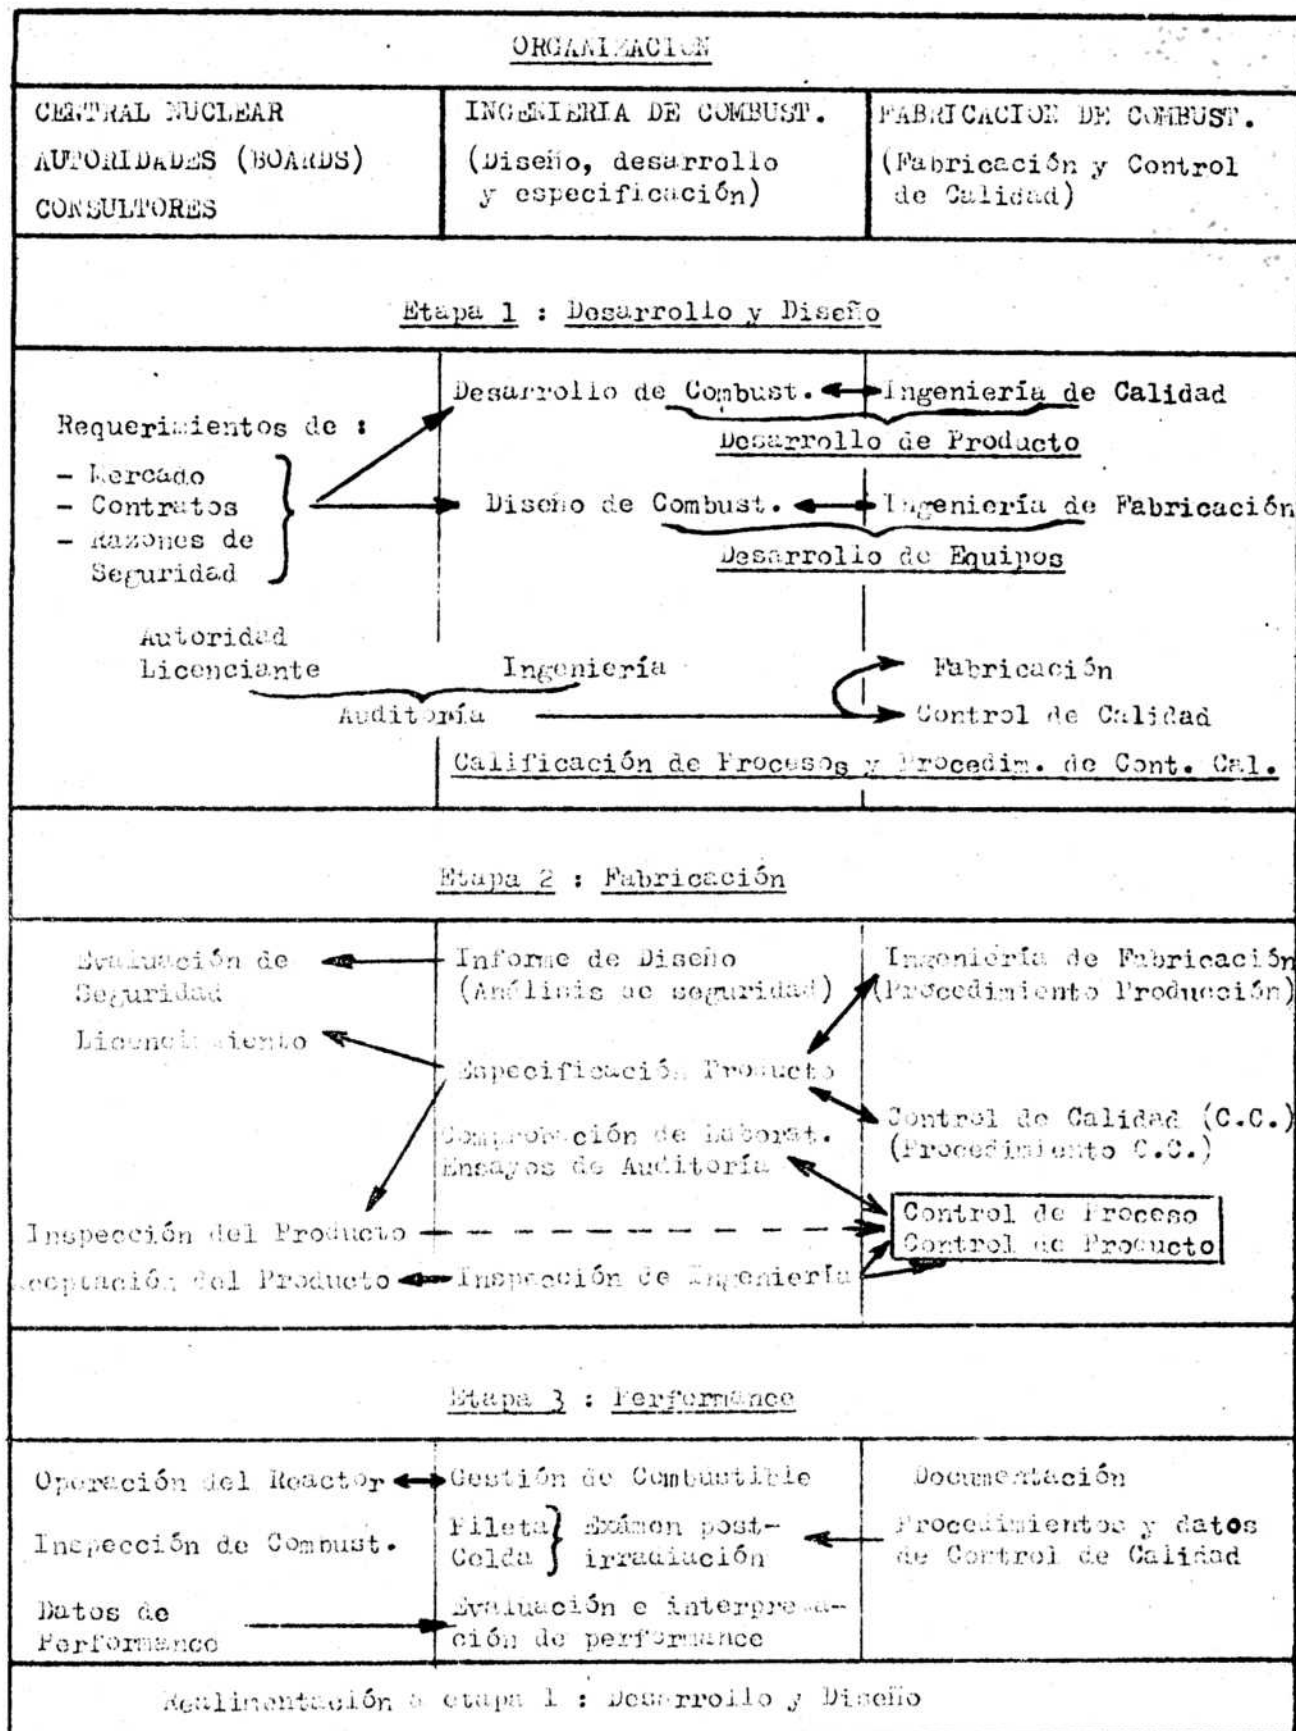 ORGANIZACION
CENTRAL NUCLEAR
AUTORIDADES (BOARDS)
CONSULTORES
INGENIERIA DE COMBUST.
(Diseño, desarrollo
y especificación)
FABRICACION DE COMBUST.
(Fabricación y Control
de Calidad)
Etapa 1 : Desarrollo y Diseño
Requerimientos de :
- Mercado
- Contratos
- Razones de
Seguridad
Desarrollo de Combust.
Ingeniería de Calidad
Desarrollo de Producto
Diseño de Combust.
Ingeniería de Fabricación
Desarrollo de Equipos
Autoridad
Licenciante
Ingeniería
Auditoría
Fabricación
Control de Calidad
Calificación de Procesos y Procedim. de Cont. Cal.
Etapa 2 : Fabricación
Evaluación de
Seguridad
Licenciamiento
Informe de Diseño
(Análisis de seguridad)
Ingeniería de Fabricación
(Procedimiento Producción)
Especificación Producto
Control de Calidad (C.C.)
(Procedimiento C.C.)
Comprobación de Laborat.
Ensayos de Auditoría
Control de Proceso
Control de Producto
Inspección del Producto
Aceptación del Producto
Inspección de Ingeniería
Etapa 3 : Performance
Operación del Reactor
Gestión de Combustible
Documentación
Inspección de Combust.
Pileta
Celda
Exámen post-
irradiación
Procedimientos y datos
de Control de Calidad
Datos de
Performance
Evaluación e interpreta-
ción de performance
Realimentación a etapa 1 : Desarrollo y Diseño